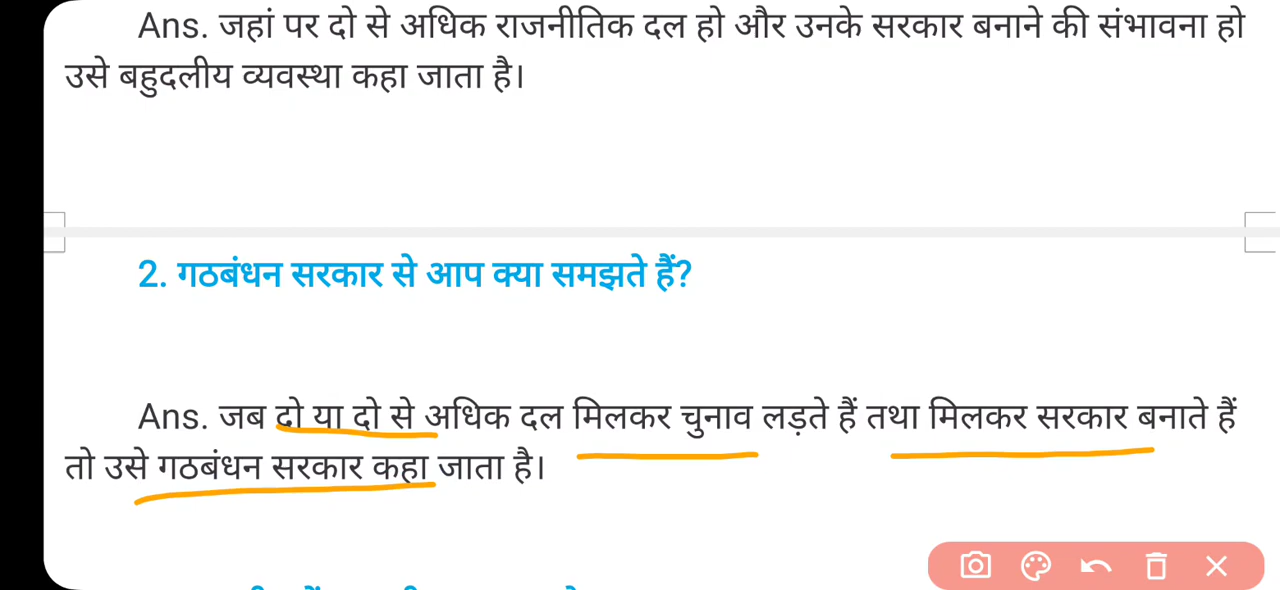 Ans. जहां पर दो से अधिक राजनीतिक दल हो और उनके सरकार बनाने की संभावना हो
उसे बहुदलीय व्यवस्था कहा जाता है।
2. गठबंधन सरकार से आप क्या समझते हैं?
Ans. जब दो या दो से अधिक दल मिलकर चुनाव लड़ते हैं तथा मिलकर सरकार बनाते हैं
तो उसे गठबंधन सरकार कहा जाता है।